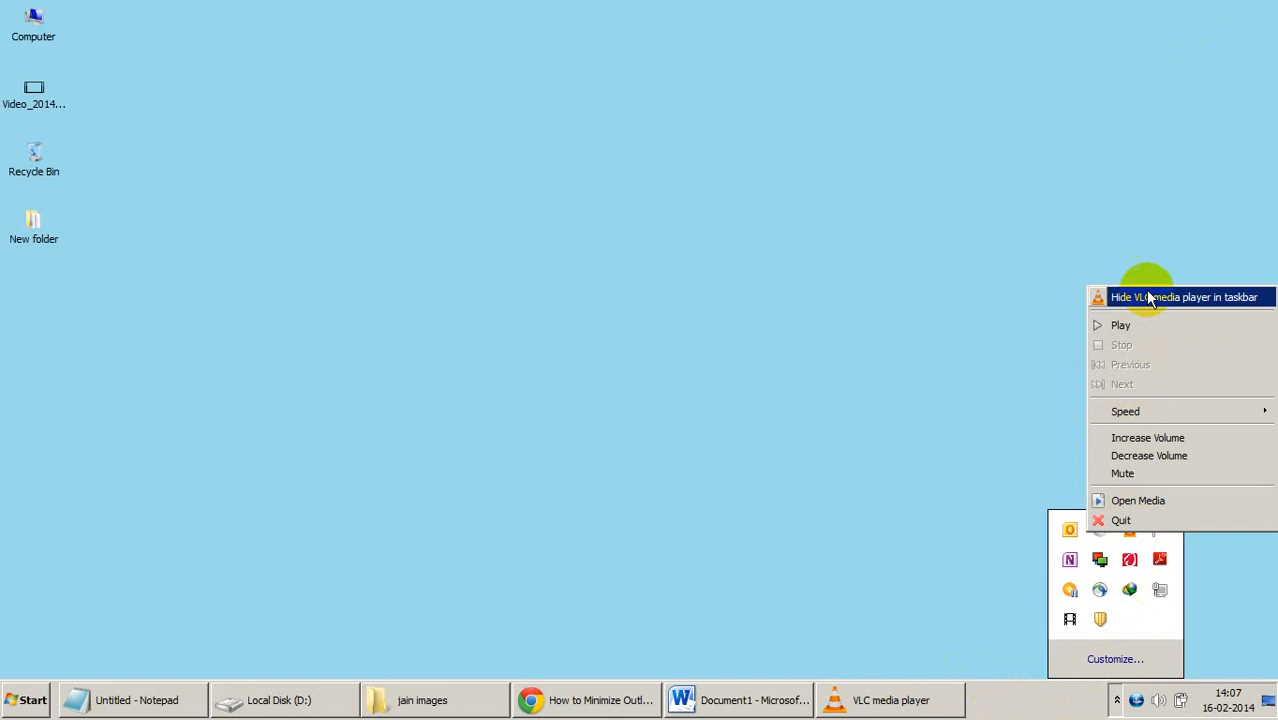 Computer
Video_2014...
Recycle Bin
New folder
Hide VLC media player in taskbar
Play
Stop
Previous
Next
Speed
Increase Volume
Decrease Volume
Mute
Open Media
Quit
Customize...
Start
Untitled - Notepad
Local Disk (D:)
jain images
How to Minimize Outl...
Document1 - Microsof...
VLC media player
14:07
16-02-2014